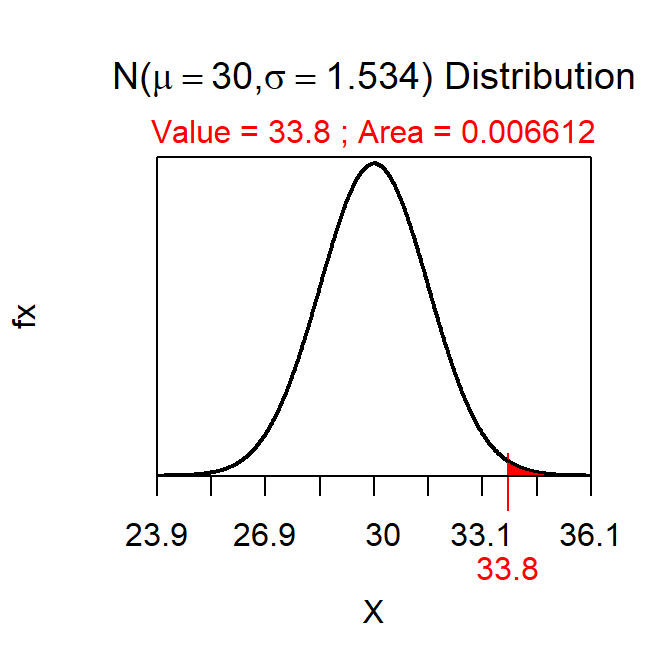 N(μ = 30,σ = 1.534) Distribution
Value = 33.8 ; Area = 0.006612
fx
23.9 26.9 30 33.1 36.1
33.8
X